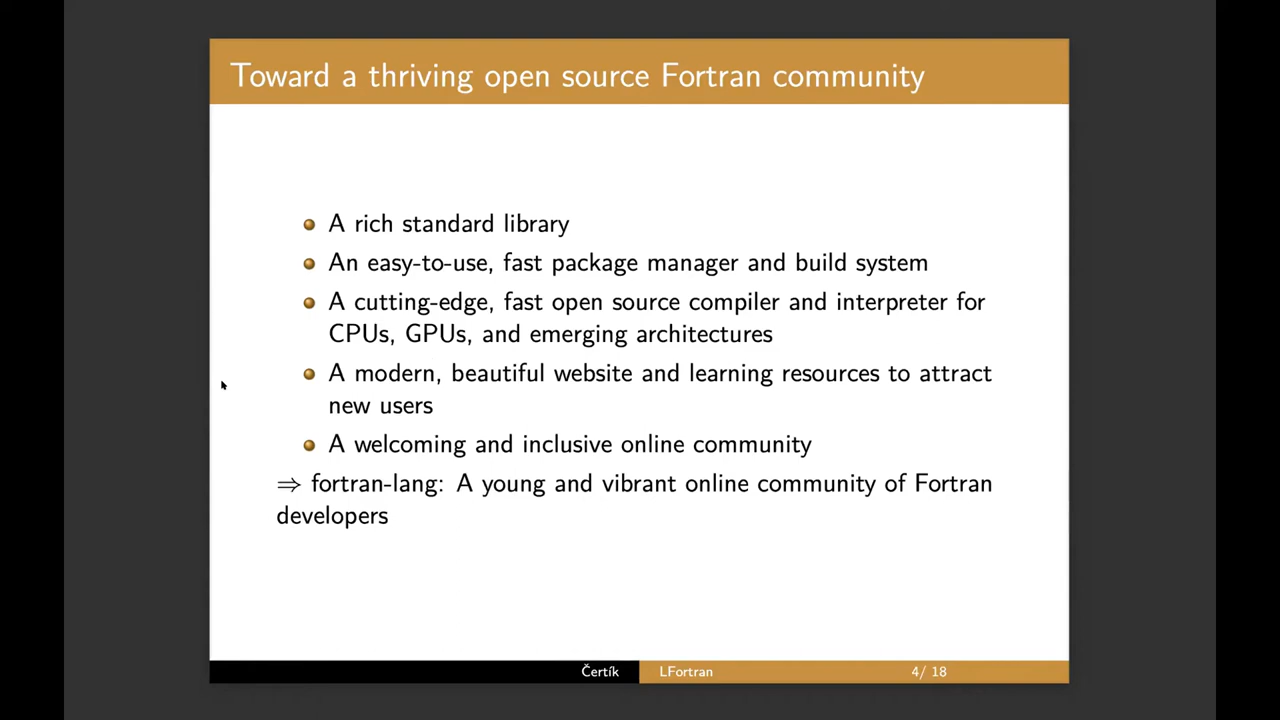 Toward a thriving open source Fortran community
A rich standard library
An easy-to-use, fast package manager and build system
A cutting-edge, fast open source compiler and interpreter for
CPUs, GPUs, and emerging architectures
A modern, beautiful website and learning resources to attract
new users
A welcoming and inclusive online community
⇒ fortran-lang: A young and vibrant online community of Fortran
developers
Čertík LFortran 4/ 18